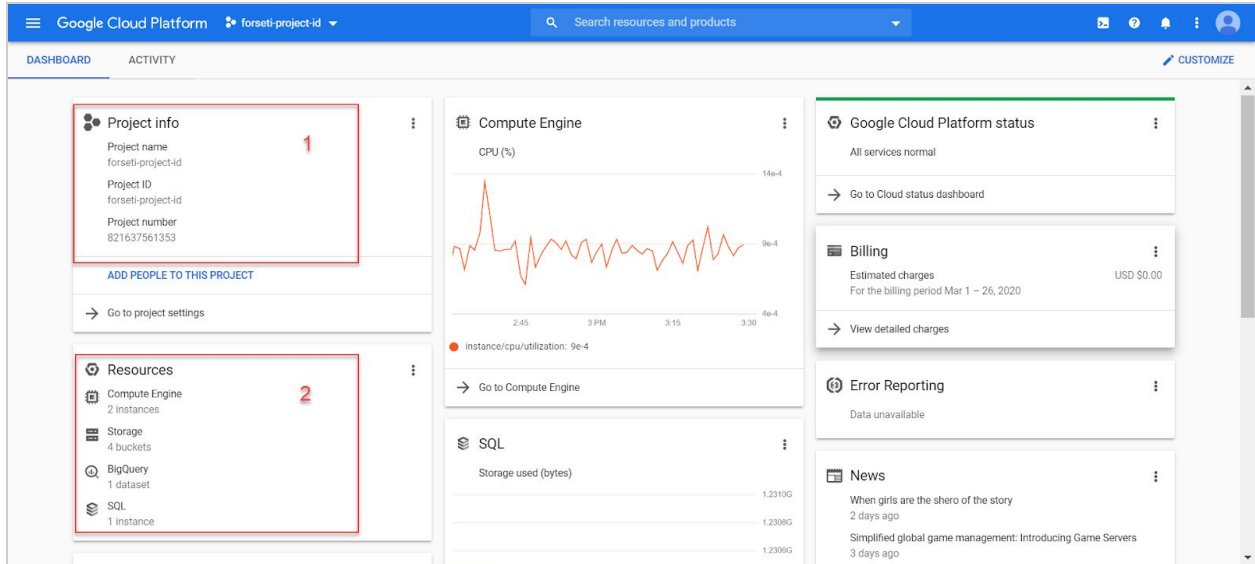 Google Cloud Platform
forseti-project-id
Search resources and products
DASHBOARD
ACTIVITY
CUSTOMIZE
Project info
1
Project name
forseti-project-id
Project ID
forseti-project-id
Project number
821637561353
ADD PEOPLE TO THIS PROJECT
Go to project settings
Resources
2
Compute Engine
2 instances
Storage
4 buckets
BigQuery
1 dataset
SQL
1 instance
Compute Engine
CPU (%)
14e-4
9e-4
4e-4
2:45 3 PM 3:15 3:30
instance/cpu/utilization: 9e-4
Go to Compute Engine
SQL
Storage used (bytes)
1.2310G
1.2308G
1.2306G
Google Cloud Platform status
All services normal
Go to Cloud status dashboard
Billing
Estimated charges USD $0.00
For the billing period Mar 1 – 26, 2020
View detailed charges
Error Reporting
Data unavailable
News
When girls are the shero of the story
2 days ago
Simplified global game management: Introducing Game Servers
3 days ago